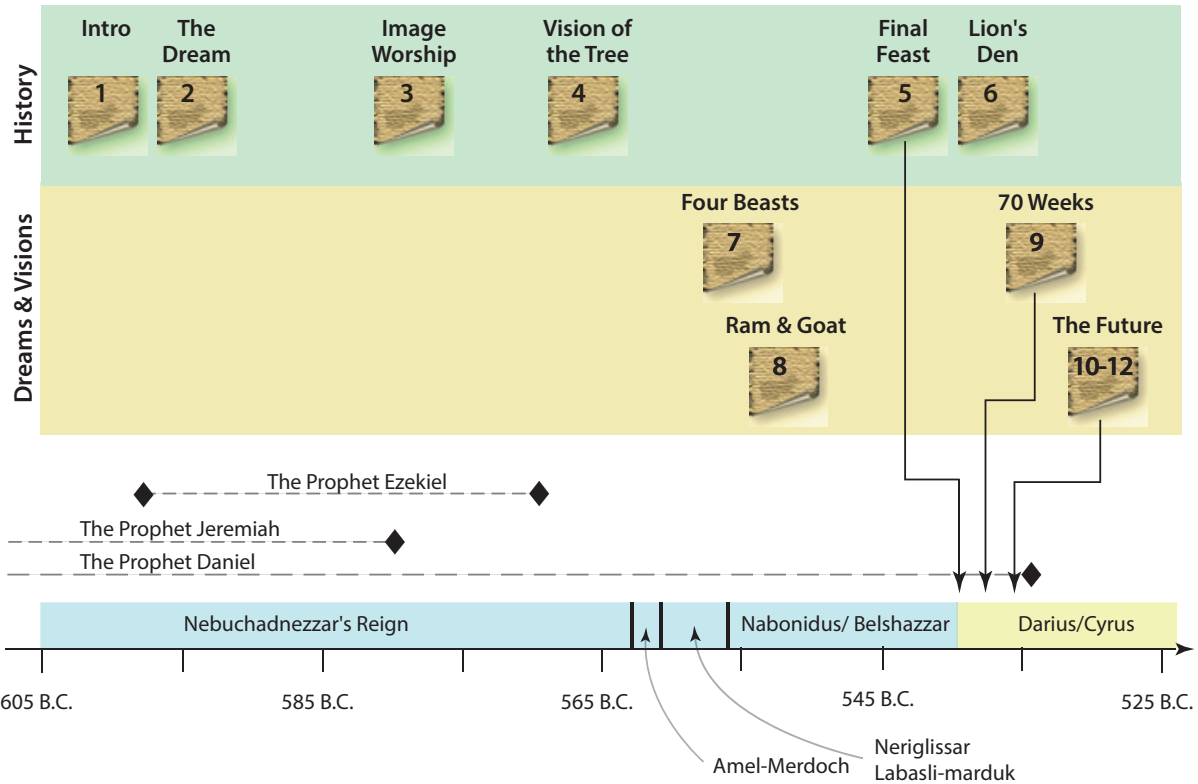 Intro
The
Dream
Image
Worship
Vision of
the Tree
Final
Feast
Lion's
Den
History
1
2
3
4
5
6
Dreams & Visions
Four Beasts
7
70 Weeks
9
Ram & Goat
8
The Future
10-12
The Prophet Ezekiel
The Prophet Jeremiah
The Prophet Daniel
Nebuchadnezzar's Reign
Nabonidus/ Belshazzar
Darius/Cyrus
605 B.C.
585 B.C.
565 B.C.
545 B.C.
525 B.C.
Amel-Merdoch
Neriglissar
Labasli-marduk